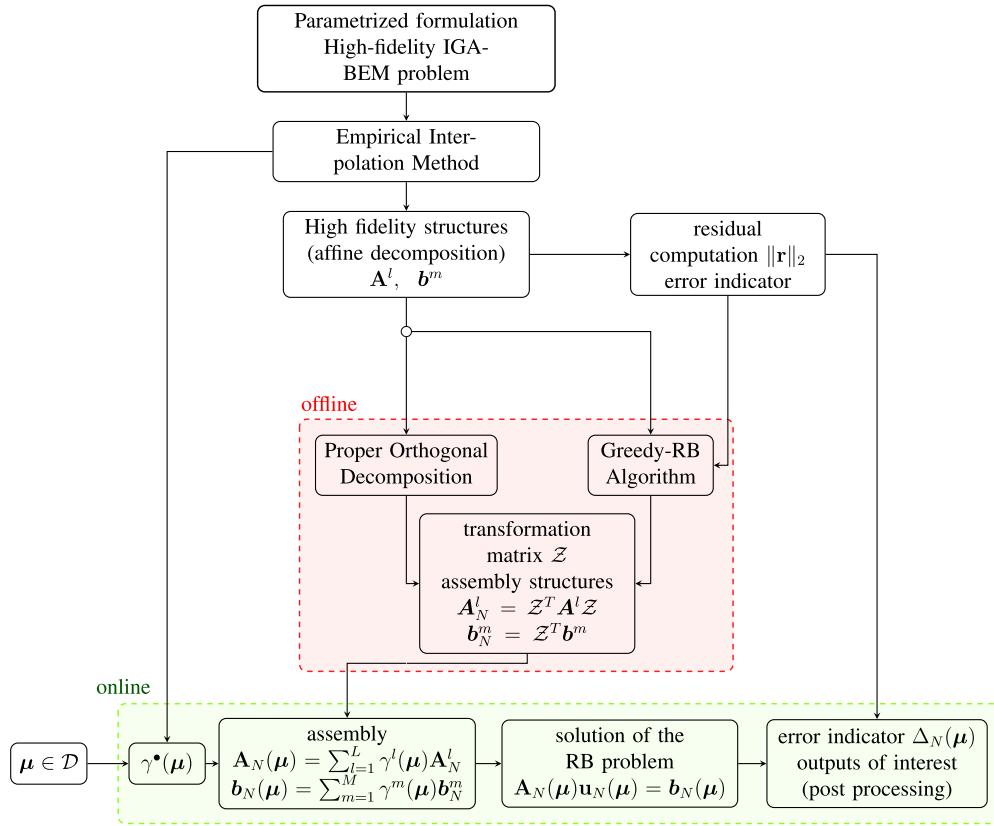 Parametrized formulation
High-fidelity IGA-
BEM problem
Empirical Inter-
polation Method
High fidelity structures
(affine decomposition)
𝐀ˡ, 𝒃ᵐ
residual
computation ‖𝐫‖₂
error indicator
offline
Proper Orthogonal
Decomposition
Greedy-RB
Algorithm
transformation
matrix 𝒵
assembly structures
𝑨_N^l = 𝒵^T 𝑨^l 𝒵
𝒃_N^m = 𝒵^T 𝒃^m
online
𝝁 ∈ 𝒟
γ^•(𝝁)
assembly
𝐀_N(𝝁) = ∑_{l=1}^{L} γ^l(𝝁)𝐀_N^l
𝒃_N(𝝁) = ∑_{m=1}^{M} γ^m(𝝁)𝒃_N^m
solution of the
RB problem
𝐀_N(𝝁)𝐮_N(𝝁) = 𝒃_N(𝝁)
error indicator Δ_N(𝝁)
outputs of interest
(post processing)